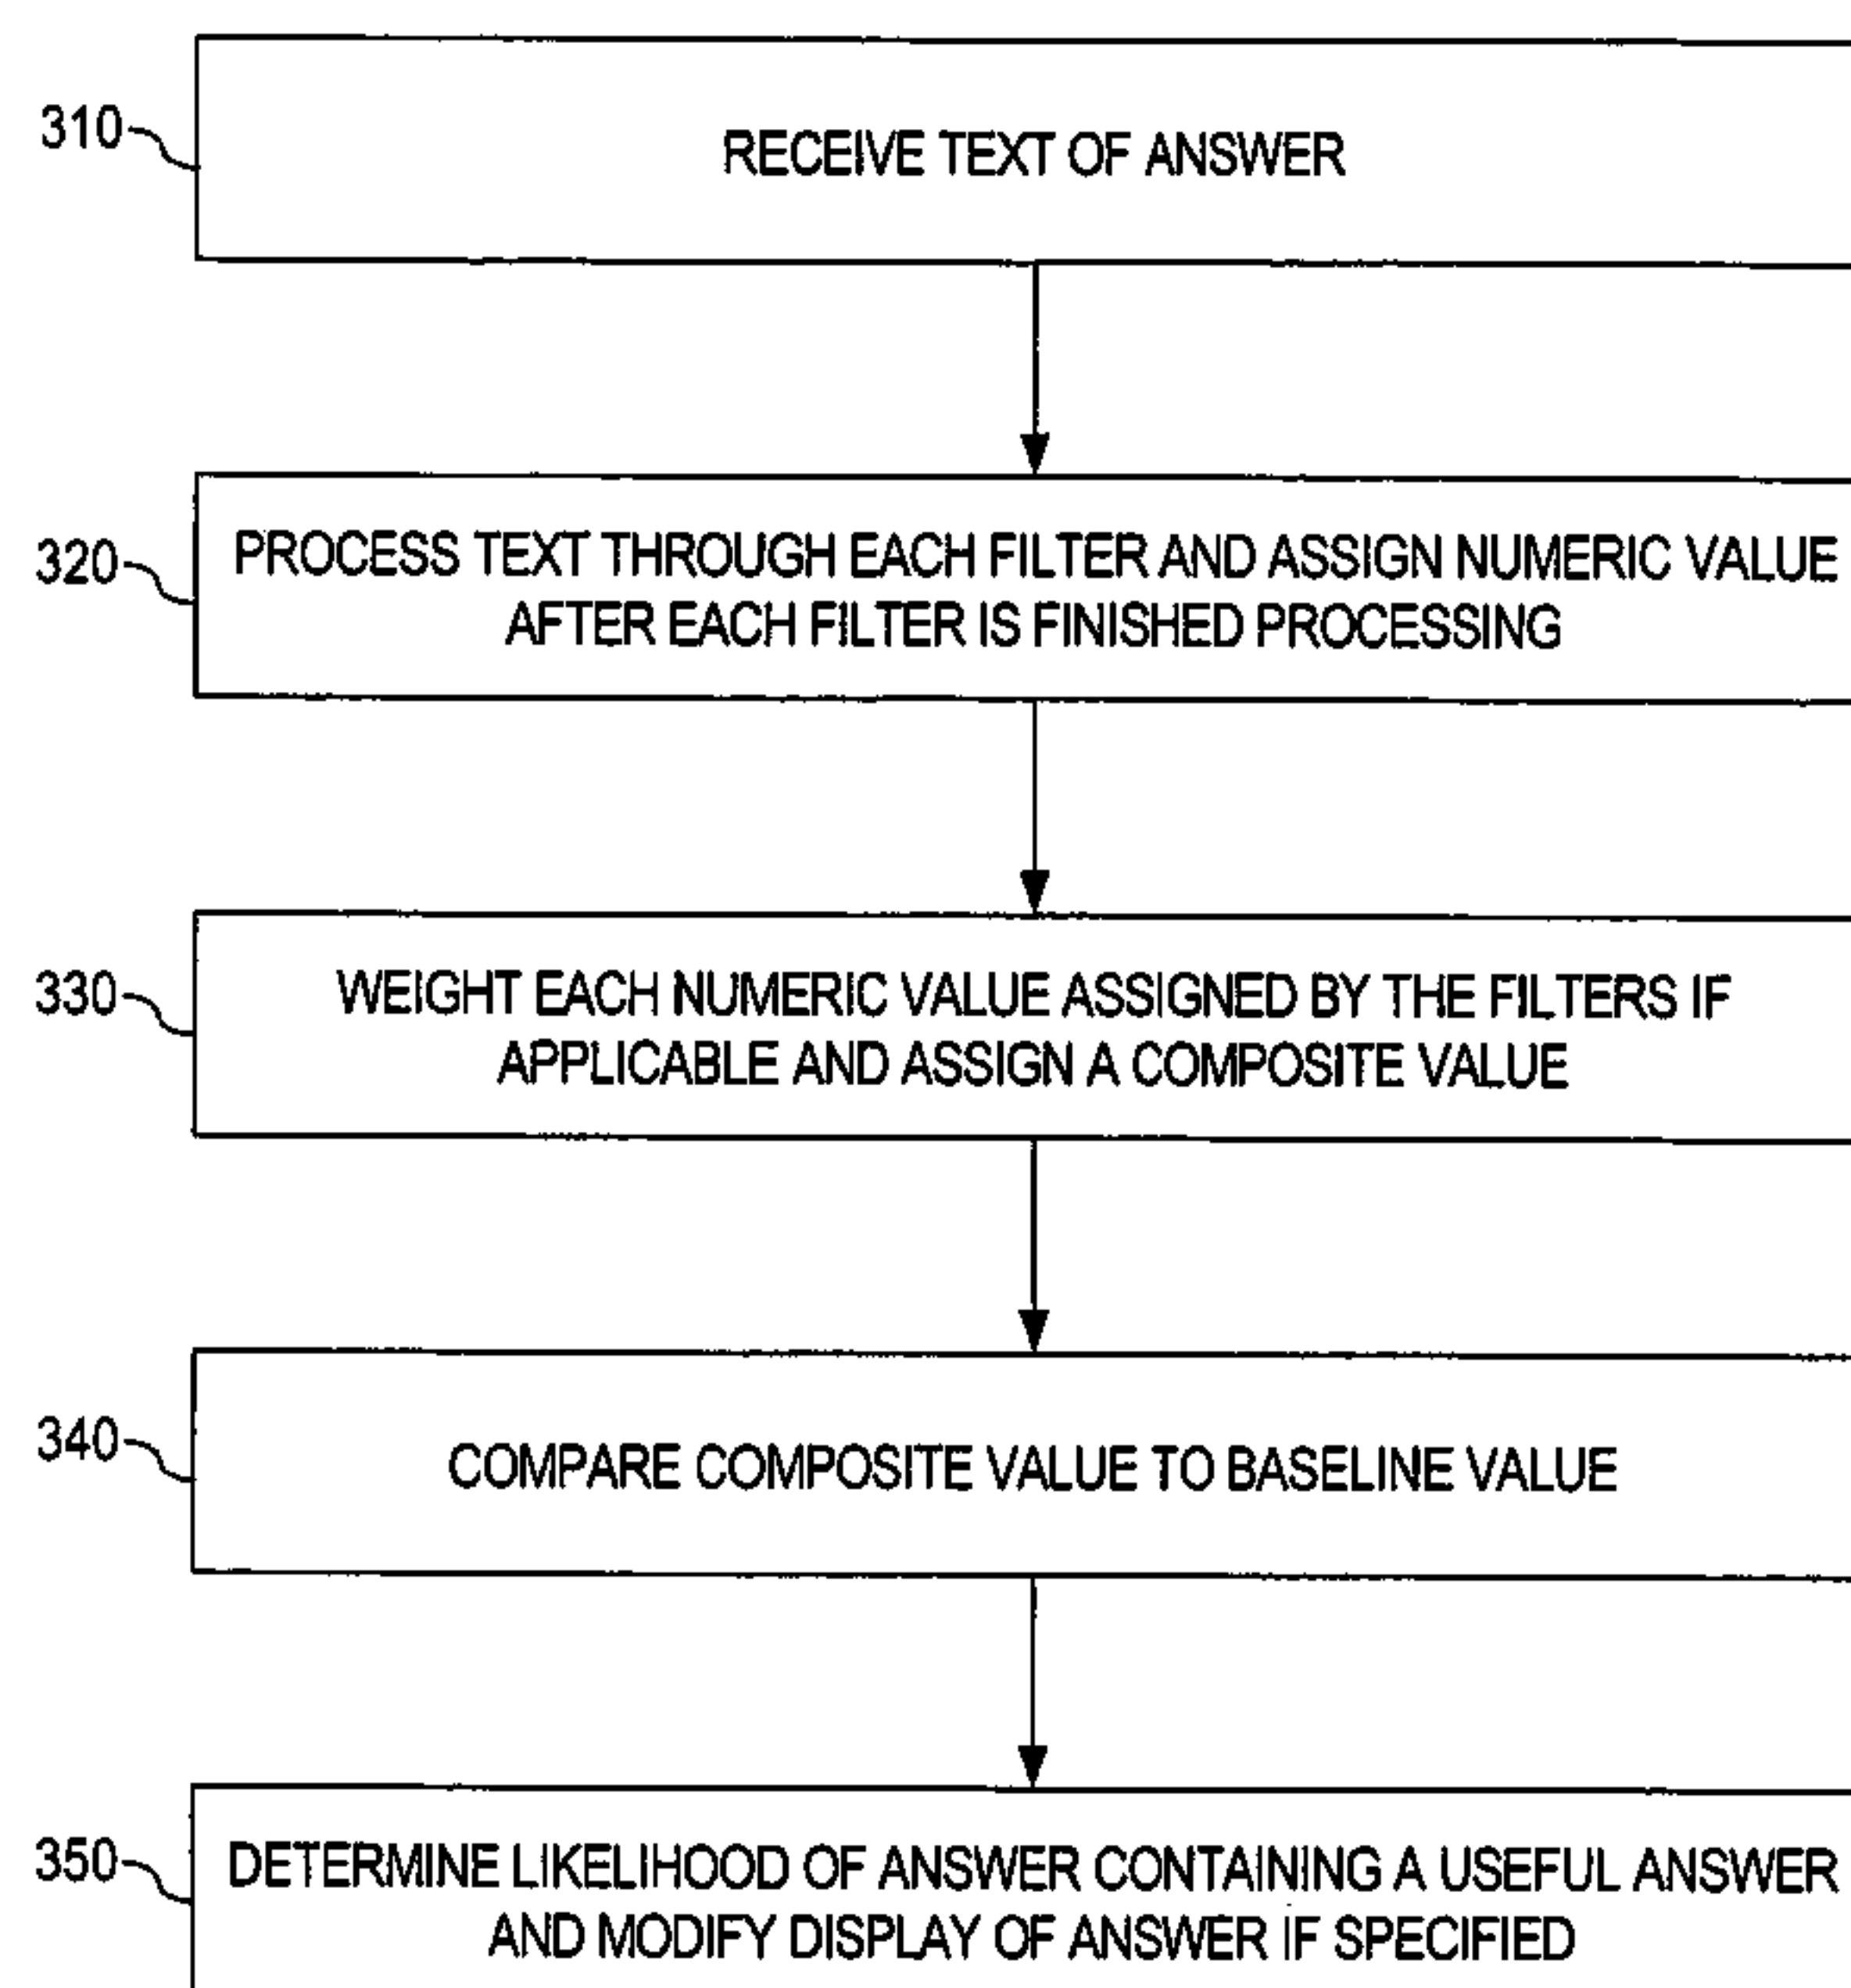 310
RECEIVE TEXT OF ANSWER
320
PROCESS TEXT THROUGH EACH FILTER AND ASSIGN NUMERIC VALUE
AFTER EACH FILTER IS FINISHED PROCESSING
330
WEIGHT EACH NUMERIC VALUE ASSIGNED BY THE FILTERS IF
APPLICABLE AND ASSIGN A COMPOSITE VALUE
340
COMPARE COMPOSITE VALUE TO BASELINE VALUE
350
DETERMINE LIKELIHOOD OF ANSWER CONTAINING A USEFUL ANSWER
AND MODIFY DISPLAY OF ANSWER IF SPECIFIED